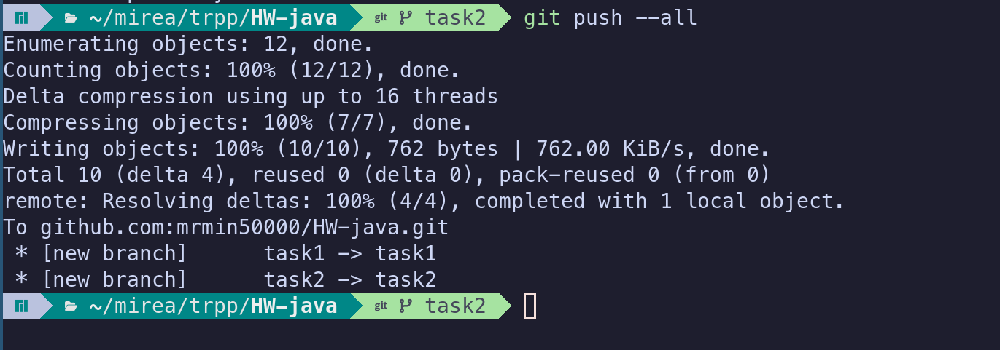 ~/mirea/trpp/HW-java git task2 git push --all
Enumerating objects: 12, done.
Counting objects: 100% (12/12), done.
Delta compression using up to 16 threads
Compressing objects: 100% (7/7), done.
Writing objects: 100% (10/10), 762 bytes | 762.00 KiB/s, done.
Total 10 (delta 4), reused 0 (delta 0), pack-reused 0 (from 0)
remote: Resolving deltas: 100% (4/4), completed with 1 local object.
To github.com:mrmin50000/HW-java.git
* [new branch] task1 -> task1
* [new branch] task2 -> task2
~/mirea/trpp/HW-java git task2